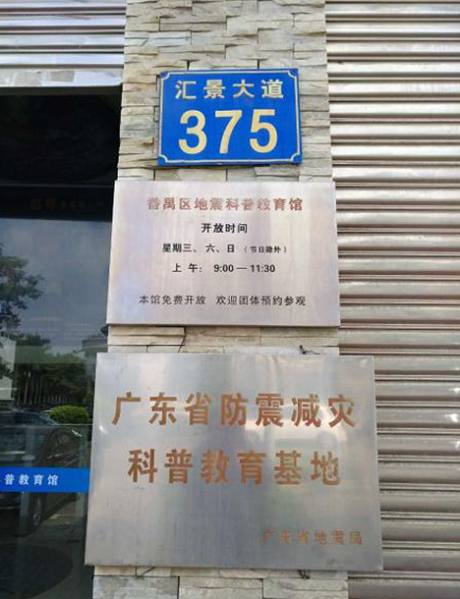 汇景大道
375
番禺区地震科普教育馆
开放时间
星期三、六、日（节日除外）
上午：9:00—11:30
本馆免费开放 欢迎团体预约参观
广东省防震减灾
科普教育基地
广东省地震局
普教育馆